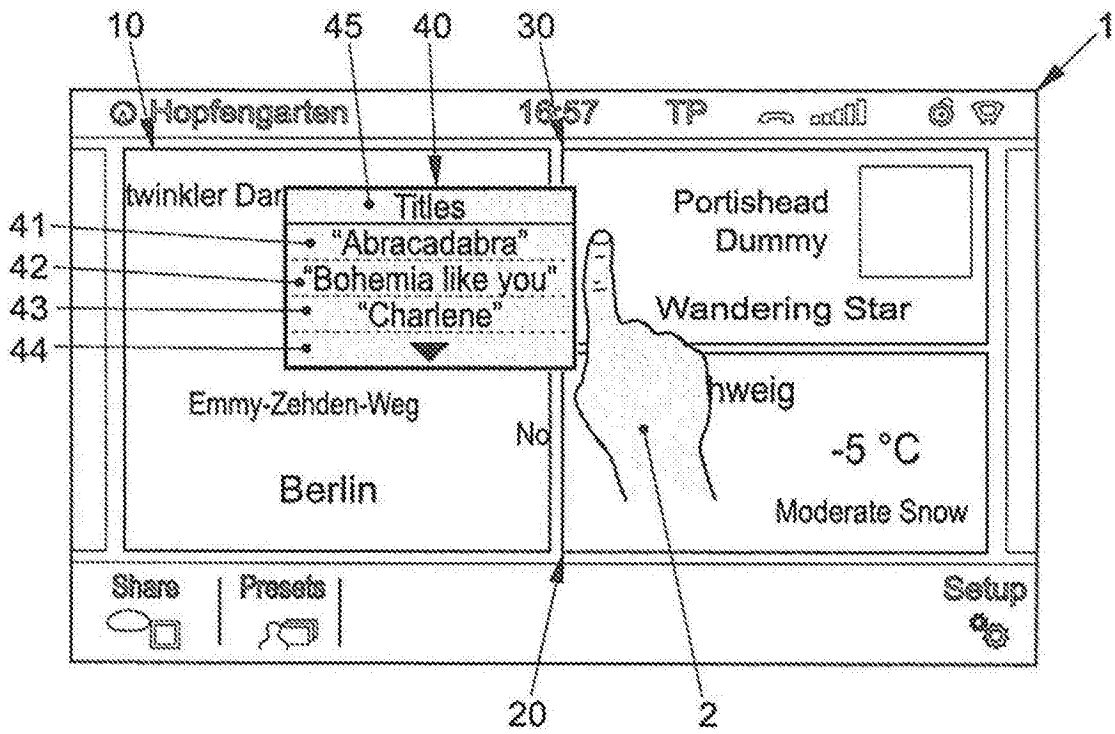 10 45 40 30 1
Hopfengarten 16:57 TP
twinkler Dar
Titles
"Abracadabra"
"Bohemia like you"
"Charlene"
41
42
43
44
Portishead
Dummy
Wandering Star
Emmy-Zehden-Weg
No
Berlin
hweig
-5 °C
Moderate Snow
Share
Presets
Setup
20 2